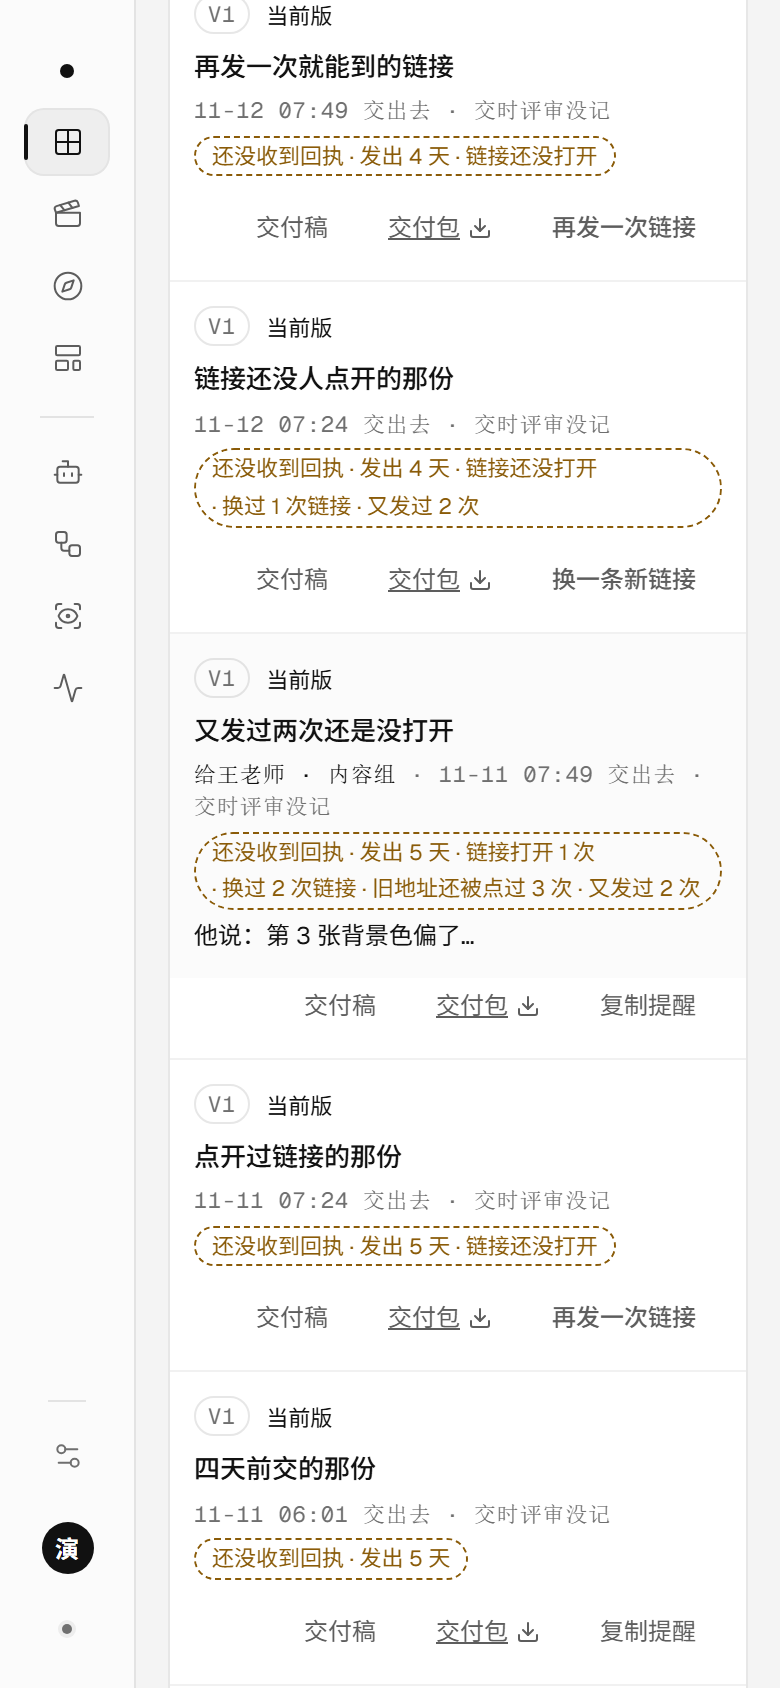 V1 当前版
再发一次就能到的链接
11-12 07:49 交出去 · 交时评审没记
还没收到回执 · 发出 4 天 · 链接还没打开
交付稿 交付包 再发一次链接
V1 当前版
链接还没人点开的那份
11-12 07:24 交出去 · 交时评审没记
还没收到回执 · 发出 4 天 · 链接还没打开
· 换过 1 次链接 · 又发过 2 次
交付稿 交付包 换一条新链接
V1 当前版
又发过两次还是没打开
给王老师 · 内容组 · 11-11 07:49 交出去 ·
交时评审没记
还没收到回执 · 发出 5 天 · 链接打开 1 次
· 换过 2 次链接 · 旧地址还被点过 3 次 · 又发过 2 次
他说：第 3 张背景色偏了…
交付稿 交付包 复制提醒
V1 当前版
点开过链接的那份
11-11 07:24 交出去 · 交时评审没记
还没收到回执 · 发出 5 天 · 链接还没打开
交付稿 交付包 再发一次链接
V1 当前版
四天前交的那份
11-11 06:01 交出去 · 交时评审没记
还没收到回执 · 发出 5 天
交付稿 交付包 复制提醒
演